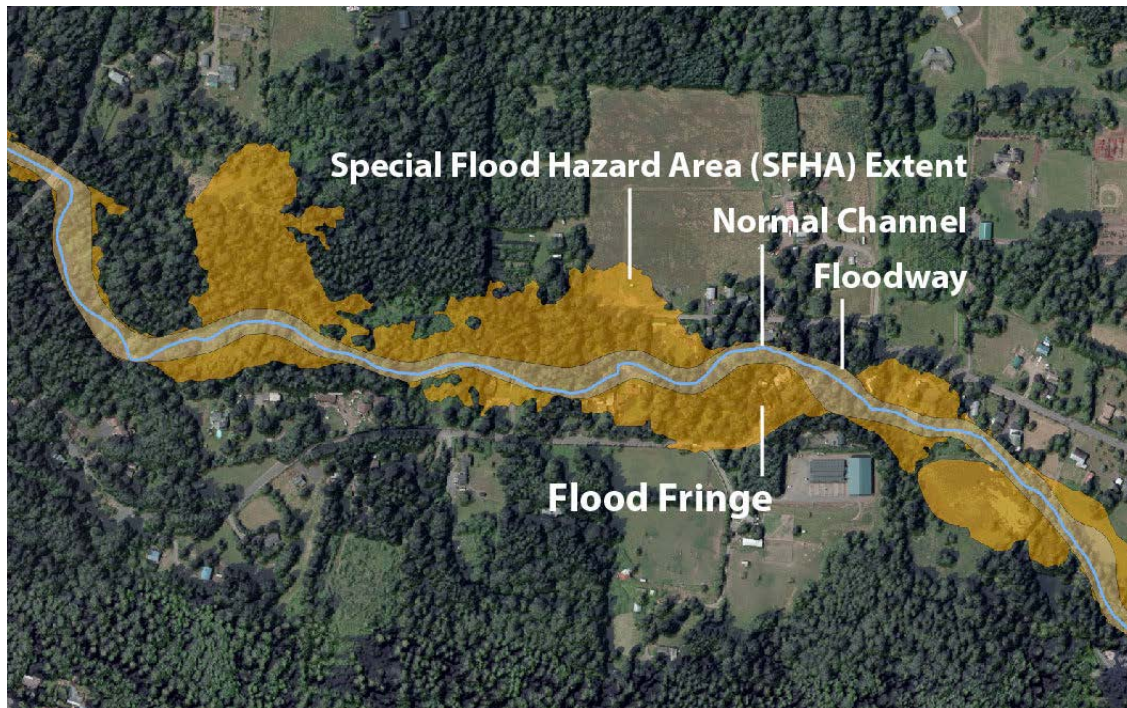 Special Flood Hazard Area (SFHA) Extent
Normal Channel
Floodway
Flood Fringe